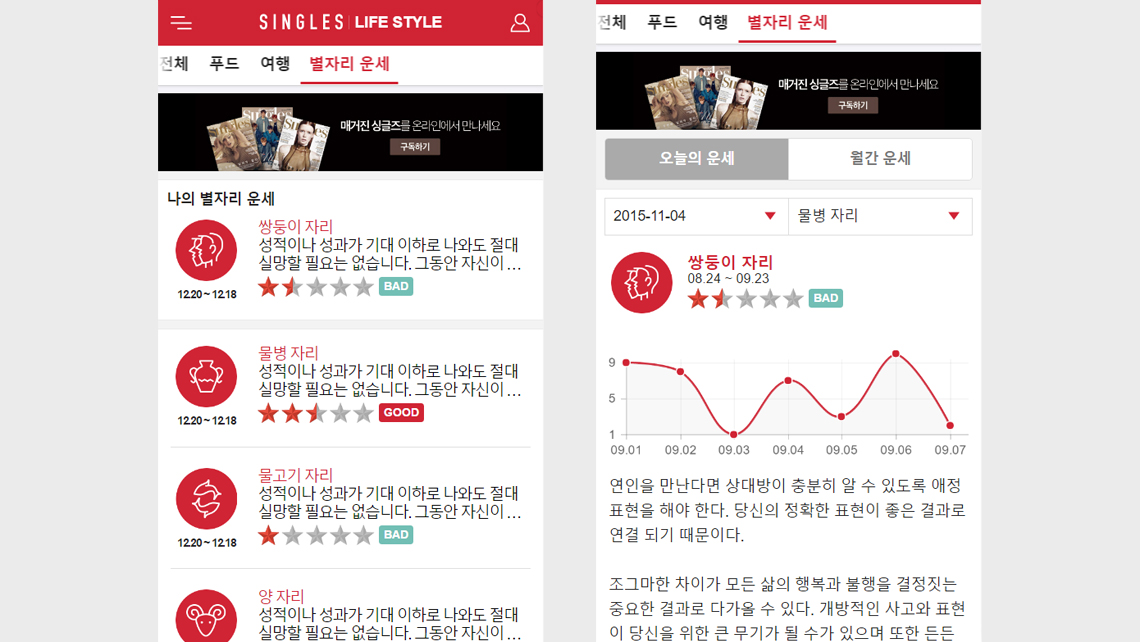 SINGLES LIFE STYLE
전체 푸드 여행 별자리 운세
매거진 싱글즈를 온라인에서 만나세요
구독하기
나의 별자리 운세
쌍둥이 자리
성적이나 성과가 기대 이하로 나와도 절대
실망할 필요는 없습니다. 그동안 자신이 ...
BAD
12.20 ~ 12.18
물병 자리
성적이나 성과가 기대 이하로 나와도 절대
실망할 필요는 없습니다. 그동안 자신이 ...
GOOD
12.20 ~ 12.18
물고기 자리
성적이나 성과가 기대 이하로 나와도 절대
실망할 필요는 없습니다. 그동안 자신이 ...
BAD
12.20 ~ 12.18
양 자리
성적이나 성과가 기대 이하로 나와도 절대
실망할 필요는 없습니다. 그동안 자신이 ...
전체 푸드 여행 별자리 운세
매거진 싱글즈를 온라인에서 만나세요
구독하기
오늘의 운세 월간 운세
2015-11-04 물병 자리
쌍둥이 자리
08.24 ~ 09.23
BAD
9
5
1
09.01 09.02 09.03 09.04 09.05 09.06 09.07
연인을 만난다면 상대방이 충분히 알 수 있도록 애정
표현을 해야 한다. 당신의 정확한 표현이 좋은 결과로
연결 되기 때문이다.
조그마한 차이가 모든 삶의 행복과 불행을 결정짓는
중요한 결과로 다가올 수 있다. 개방적인 사고와 표현
이 당신을 위한 큰 무기가 될 수가 있으며 또한 든든